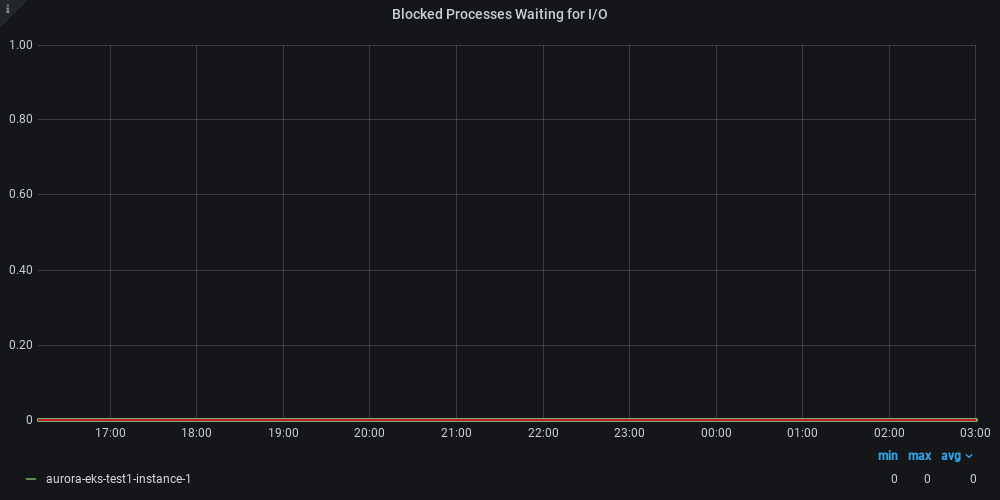 i
Blocked Processes Waiting for I/O
1.00
0.80
0.60
0.40
0.20
0
17:00 18:00 19:00 20:00 21:00 22:00 23:00 00:00 01:00 02:00 03:00
min max avg
aurora-eks-test1-instance-1 0 0 0